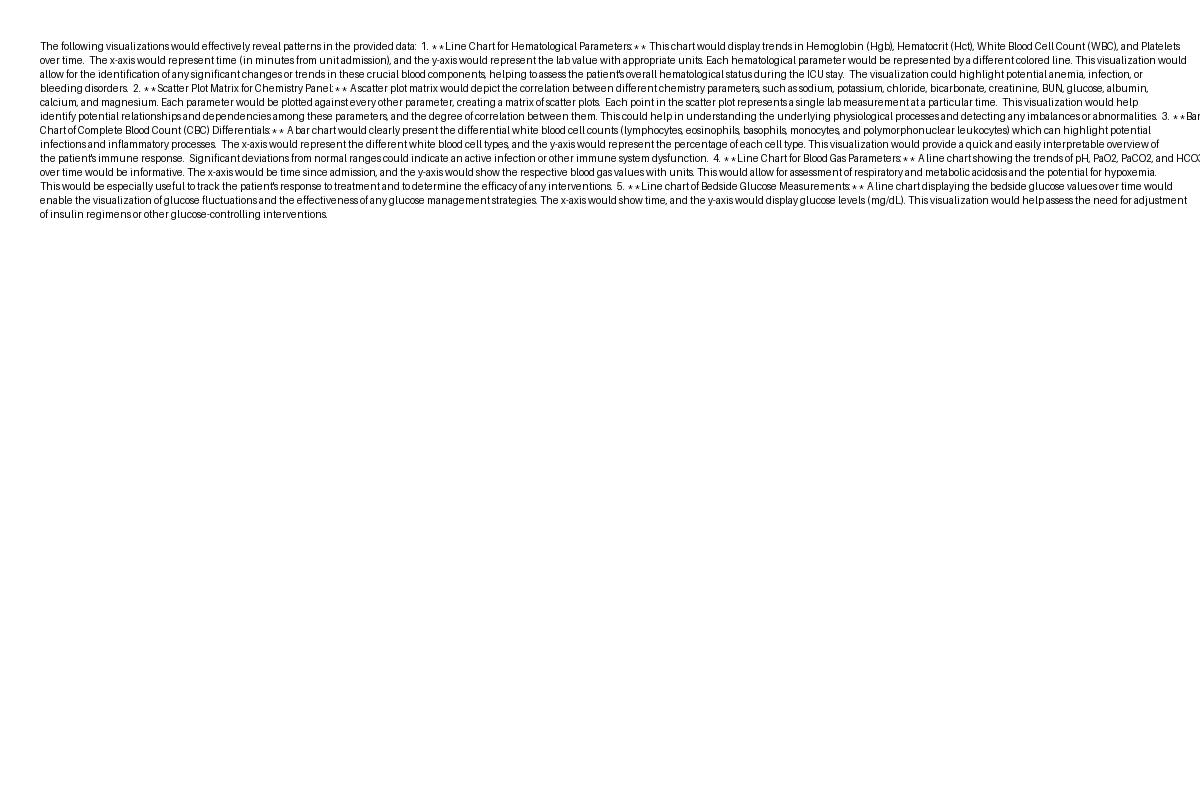 The following visualizations would effectively reveal patterns in the provided data:  1.  **Line Chart for Hematological Parameters:** This chart would display trends in Hemoglobin (Hgb), Hematocrit (Hct), White Blood Cell Count (WBC), and Platelets
over time.  The x-axis would represent time (in minutes from unit admission), and the y-axis would represent the lab value with appropriate units. Each hematological parameter would be represented by a different colored line.  This visualization would
allow for the identification of any significant changes or trends in these crucial blood components, helping to assess the patient's overall hematological status during the ICU stay.  The visualization could highlight potential anemia, infection, or
bleeding disorders.  2.  **Scatter Plot Matrix for Chemistry Panel:** A scatter plot matrix would depict the correlation between different chemistry parameters, such as sodium, potassium, chloride, bicarbonate, creatinine, BUN, glucose, albumin,
calcium, and magnesium. Each parameter would be plotted against every other parameter, creating a matrix of scatter plots.  Each point in the scatter plot represents a single lab measurement at a particular time.  This visualization would help
identify potential relationships and dependencies among these parameters, and the degree of correlation between them. This could help in understanding the underlying physiological processes and detecting any imbalances or abnormalities.  3.  **Bar
Chart of Complete Blood Count (CBC) Differentials:** A bar chart would clearly present the differential white blood cell counts (lymphocytes, eosinophils, basophils, monocytes, and polymorphonuclear leukocytes) which can highlight potential
infections and inflammatory processes.  The x-axis would represent the different white blood cell types, and the y-axis would represent the percentage of each cell type. This visualization would provide a quick and easily interpretable overview of
the patient's immune response.  Significant deviations from normal ranges could indicate an active infection or other immune system dysfunction.  4.  **Line Chart for Blood Gas Parameters:** A line chart showing the trends of pH, PaO2, PaCO2, and HCO3
over time would be informative. The x-axis would be time since admission, and the y-axis would show the respective blood gas values with units. This would allow for assessment of respiratory and metabolic acidosis and the potential for hypoxemia.
This would be especially useful to track the patient's response to treatment and to determine the efficacy of any interventions.  5.  **Line chart of Bedside Glucose Measurements:** A line chart displaying the bedside glucose values over time would
enable the visualization of glucose fluctuations and the effectiveness of any glucose management strategies. The x-axis would show time, and the y-axis would display glucose levels (mg/dL). This visualization would help assess the need for adjustment
of insulin regimens or other glucose-controlling interventions.